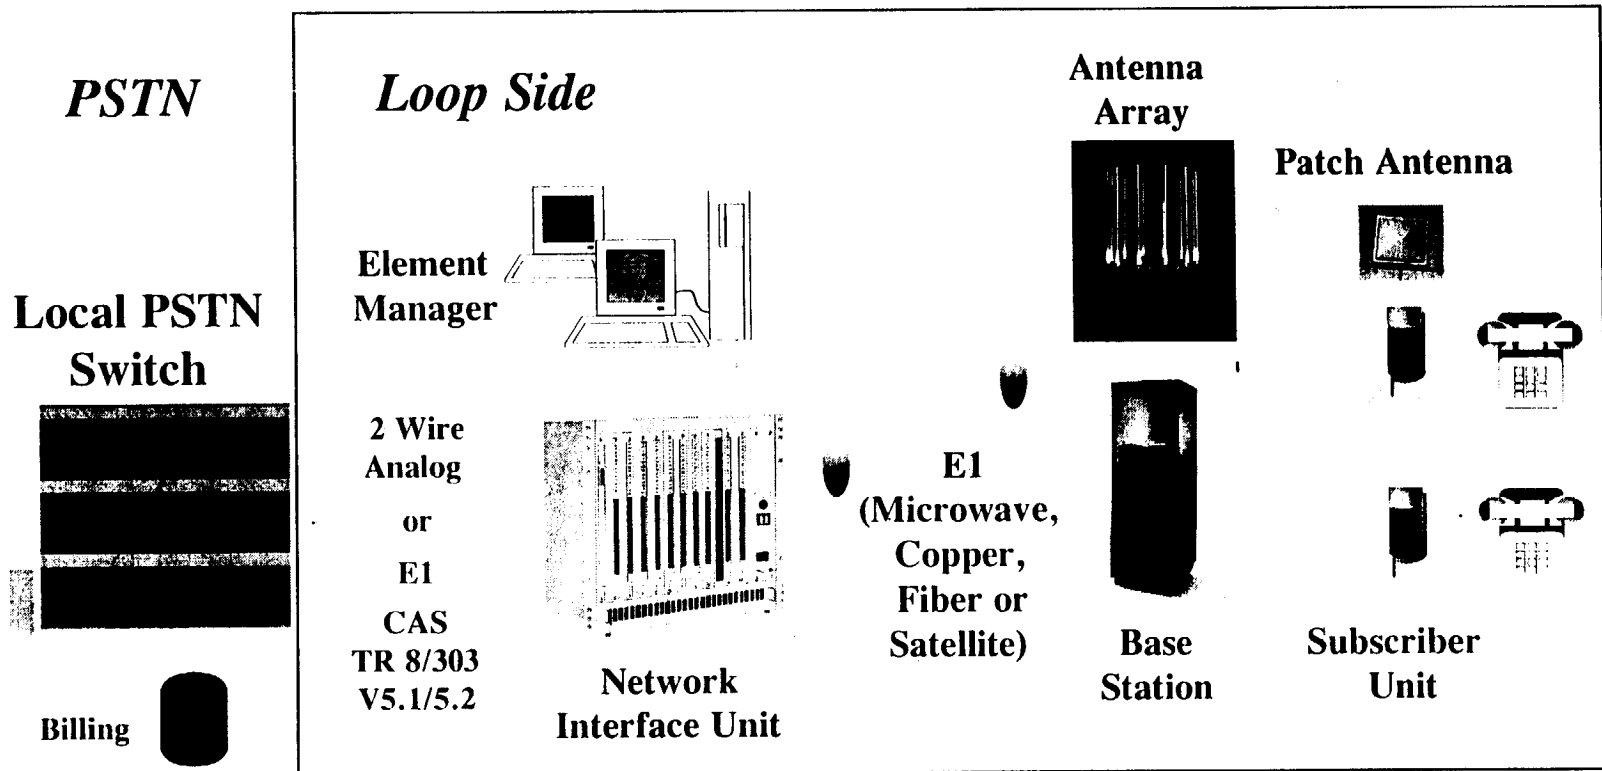 PSTN
Local PSTN
Switch
Billing
Loop Side
Element
Manager
2 Wire
Analog
or
E1
CAS
TR 8/303
V5.1/5.2
Network
Interface Unit
E1
(Microwave,
Copper,
Fiber or
Satellite)
Antenna
Array
Base
Station
Patch Antenna
Subscriber
Unit